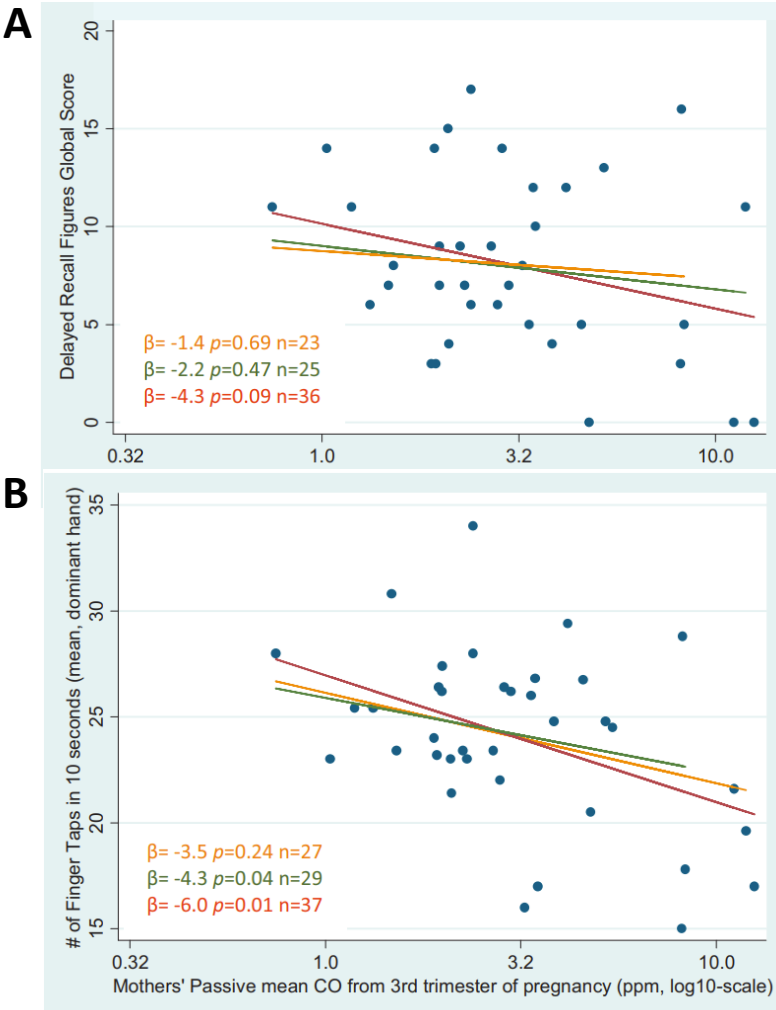 A
Delayed Recall Figures Global Score
20
15
10
5
0
β= -1.4 p=0.69 n=23
β= -2.2 p=0.47 n=25
β= -4.3 p=0.09 n=36
0.32 1.0 3.2 10.0
B
# of Finger Taps in 10 seconds (mean, dominant hand)
35
30
25
20
15
β= -3.5 p=0.24 n=27
β= -4.3 p=0.04 n=29
β= -6.0 p=0.01 n=37
0.32 1.0 3.2 10.0
Mothers' Passive mean CO from 3rd trimester of pregnancy (ppm, log10-scale)